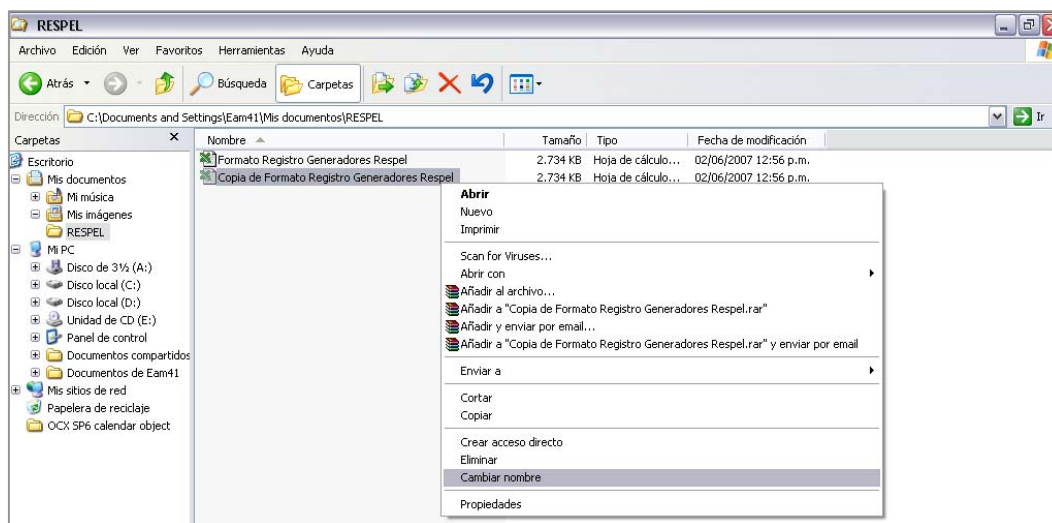 RESPEL
Archivo Edición Ver Favoritos Herramientas Ayuda
Atrás Búsqueda Carpetas
Dirección C:\Documents and Settings\Eam41\Mis documentos\RESPEL Ir
Carpetas x Nombre Tamaño Tipo Fecha de modificación
Escritorio
Mis documentos
Mi música
Mis imágenes
RESPEL
Mi PC
Disco de 3½ (A:)
Disco local (C:)
Disco local (D:)
Unidad de CD (E:)
Panel de control
Documentos compartidos
Documentos de Eam41
Mis sitios de red
Papelera de reciclaje
OCX SP6 calendar object
Formato Registro Generadores Respel 2.734 KB Hoja de cálculo... 02/06/2007 12:56 p.m.
Copia de Formato Registro Generadores Respel 2.734 KB Hoja de cálculo... 02/06/2007 12:56 p.m.
Abrir
Nuevo
Imprimir
Scan for Viruses...
Abrir con
Añadir al archivo...
Añadir a "Copia de Formato Registro Generadores Respel.rar"
Añadir y enviar por email...
Añadir a "Copia de Formato Registro Generadores Respel.rar" y enviar por email
Enviar a
Cortar
Copiar
Crear acceso directo
Eliminar
Cambiar nombre
Propiedades